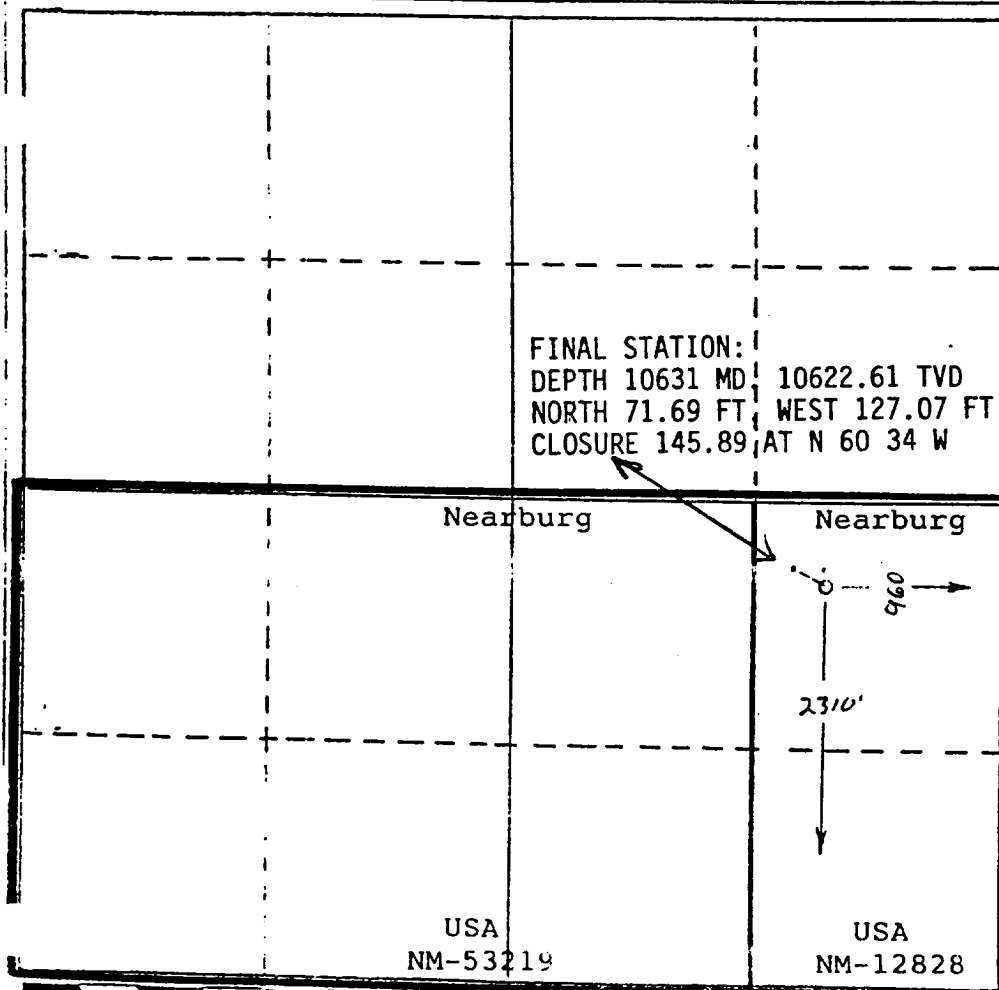 FINAL STATION:
DEPTH 10631 MD, 10622.61 TVD
NORTH 71.69 FT, WEST 127.07 FT
CLOSURE 145.89 AT N 60 34 W
Nearburg Nearburg
960
2310'
USA USA
NM-53219 NM-12828